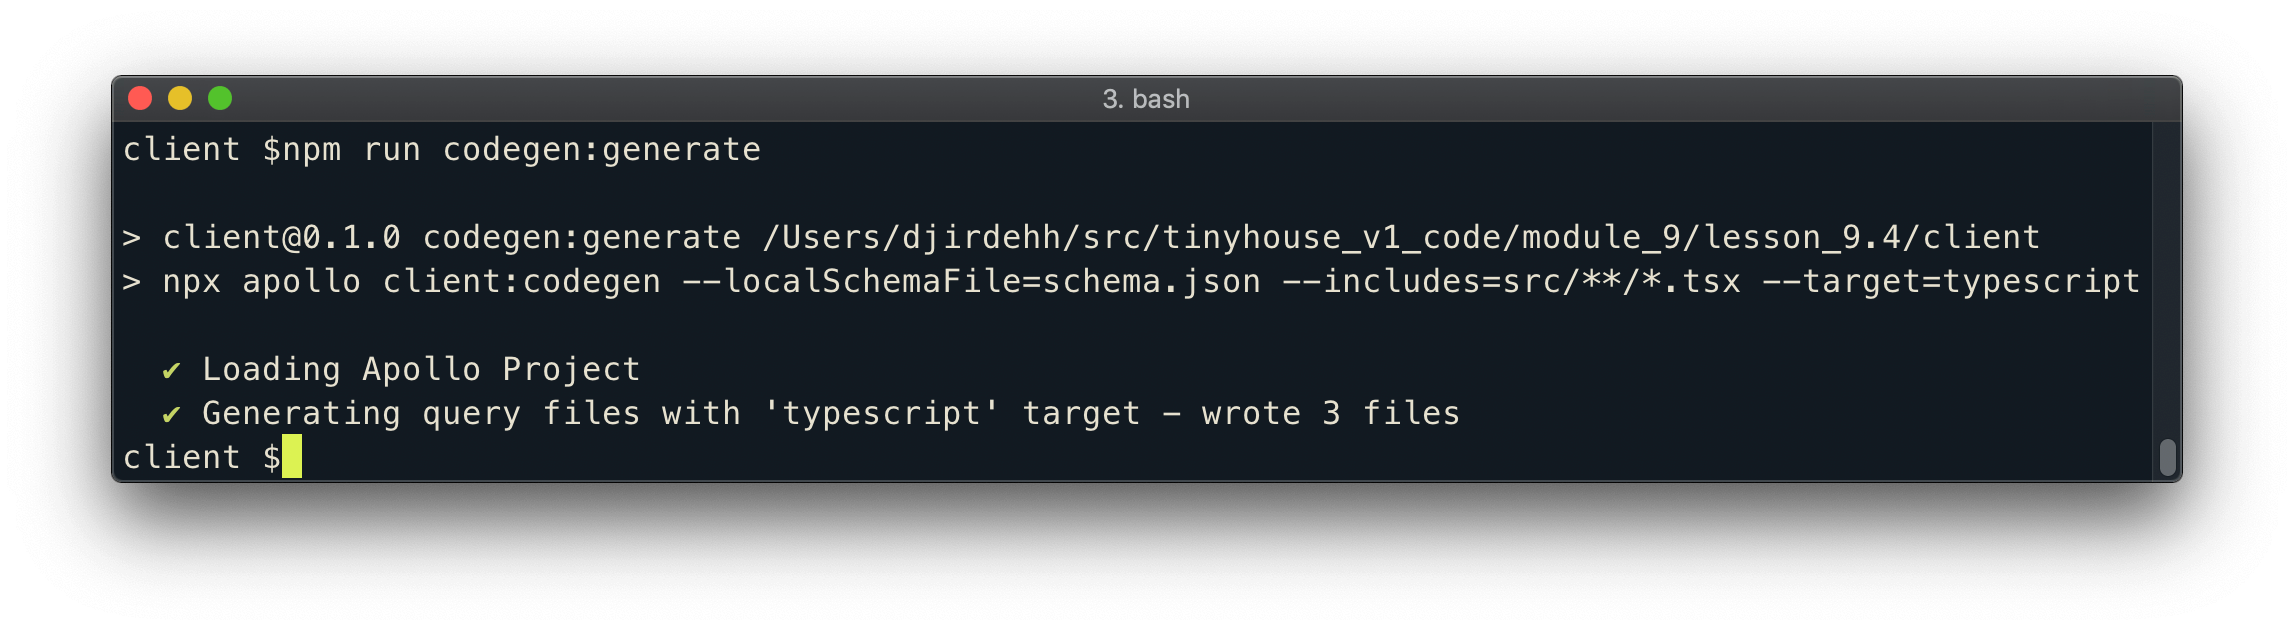 3. bash
client $npm run codegen:generate
> client@0.1.0 codegen:generate /Users/djirdehh/src/tinyhouse_v1_code/module_9/lesson_9.4/client
> npx apollo client:codegen --localSchemaFile=schema.json --includes=src/**/*.tsx --target=typescript
✔ Loading Apollo Project
✔ Generating query files with 'typescript' target - wrote 3 files
client $